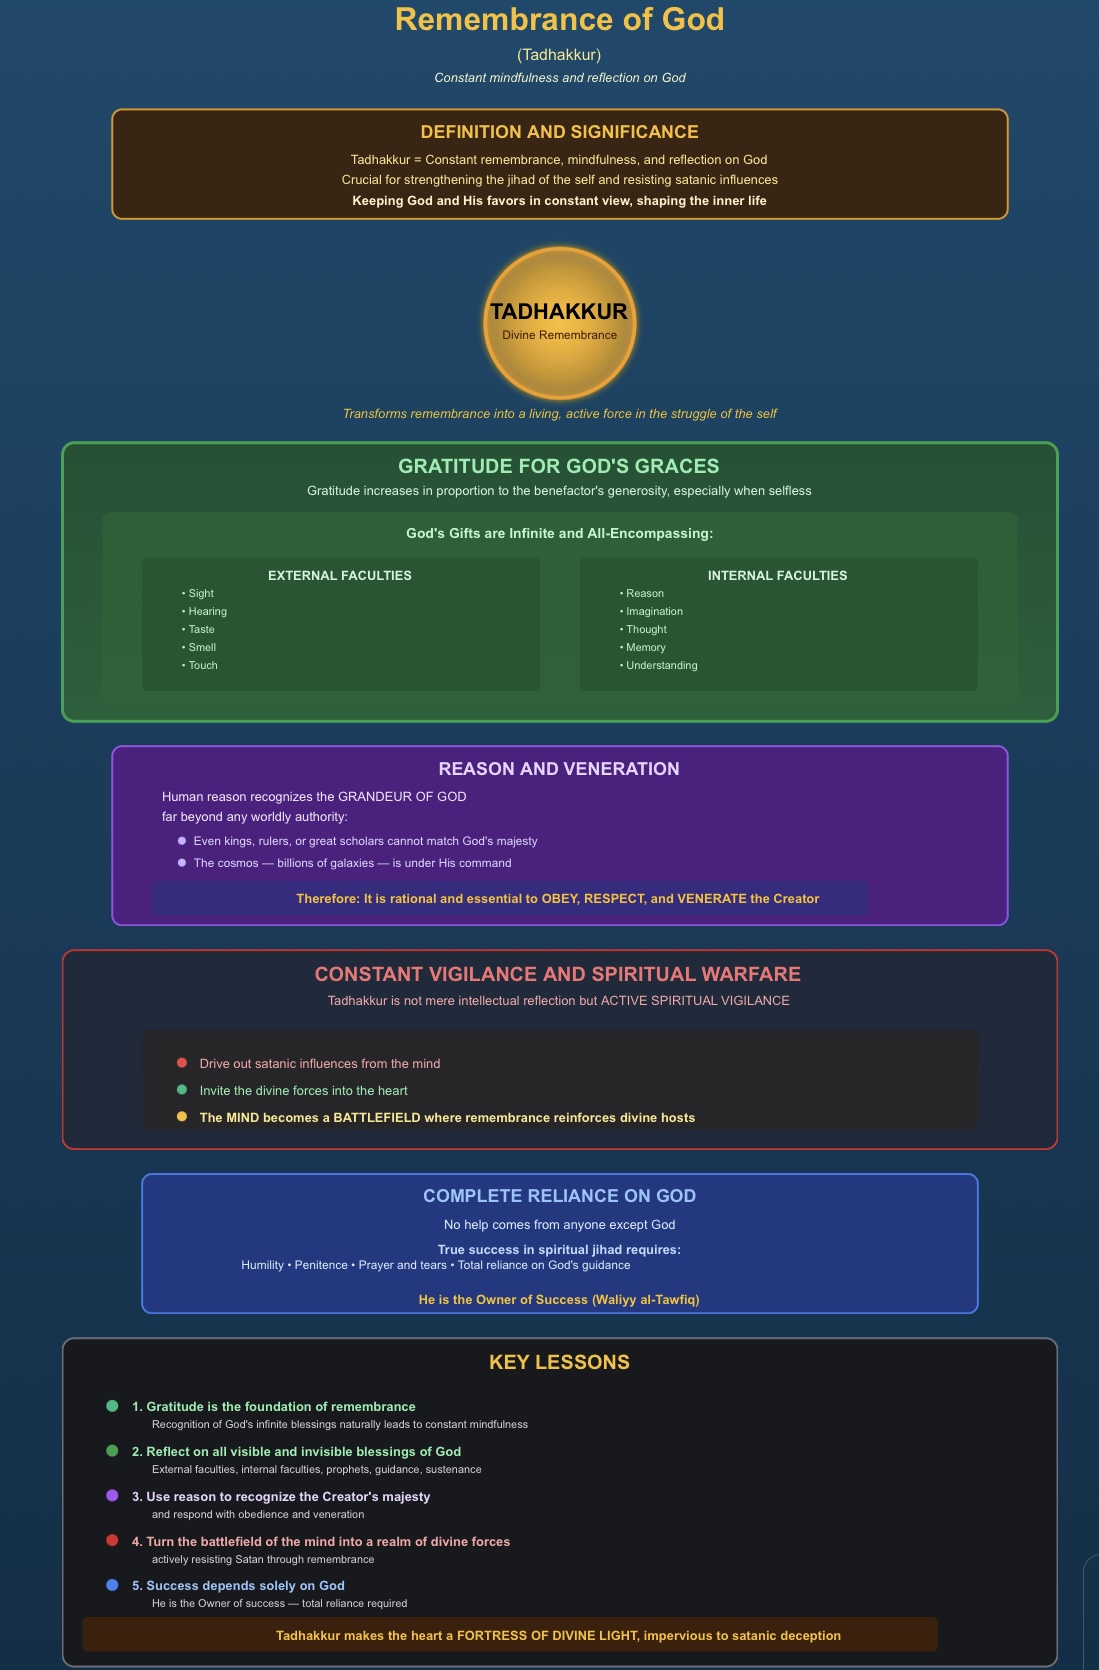 Remembrance of God
(Tadhakkur)
Constant mindfulness and reflection on God
DEFINITION AND SIGNIFICANCE
Tadhakkur = Constant remembrance, mindfulness, and reflection on God
Crucial for strengthening the jihad of the self and resisting satanic influences
Keeping God and His favors in constant view, shaping the inner life
TADHAKKUR
Divine Remembrance
Transforms remembrance into a living, active force in the struggle of the self
GRATITUDE FOR GOD'S GRACES
Gratitude increases in proportion to the benefactor's generosity, especially when selfless
God's Gifts are Infinite and All-Encompassing:
EXTERNAL FACULTIES
• Sight
• Hearing
• Taste
• Smell
• Touch
INTERNAL FACULTIES
• Reason
• Imagination
• Thought
• Memory
• Understanding
REASON AND VENERATION
Human reason recognizes the GRANDEUR OF GOD
far beyond any worldly authority:
Even kings, rulers, or great scholars cannot match God's majesty
The cosmos — billions of galaxies — is under His command
Therefore: It is rational and essential to OBEY, RESPECT, and VENERATE the Creator
CONSTANT VIGILANCE AND SPIRITUAL WARFARE
Tadhakkur is not mere intellectual reflection but ACTIVE SPIRITUAL VIGILANCE
Drive out satanic influences from the mind
Invite the divine forces into the heart
The MIND becomes a BATTLEFIELD where remembrance reinforces divine hosts
COMPLETE RELIANCE ON GOD
No help comes from anyone except God
True success in spiritual jihad requires:
Humility • Penitence • Prayer and tears • Total reliance on God's guidance
He is the Owner of Success (Waliyy al-Tawfiq)
KEY LESSONS
1. Gratitude is the foundation of remembrance
Recognition of God's infinite blessings naturally leads to constant mindfulness
2. Reflect on all visible and invisible blessings of God
External faculties, internal faculties, prophets, guidance, sustenance
3. Use reason to recognize the Creator's majesty
and respond with obedience and veneration
4. Turn the battlefield of the mind into a realm of divine forces
actively resisting Satan through remembrance
5. Success depends solely on God
He is the Owner of success — total reliance required
Tadhakkur makes the heart a FORTRESS OF DIVINE LIGHT, impervious to satanic deception